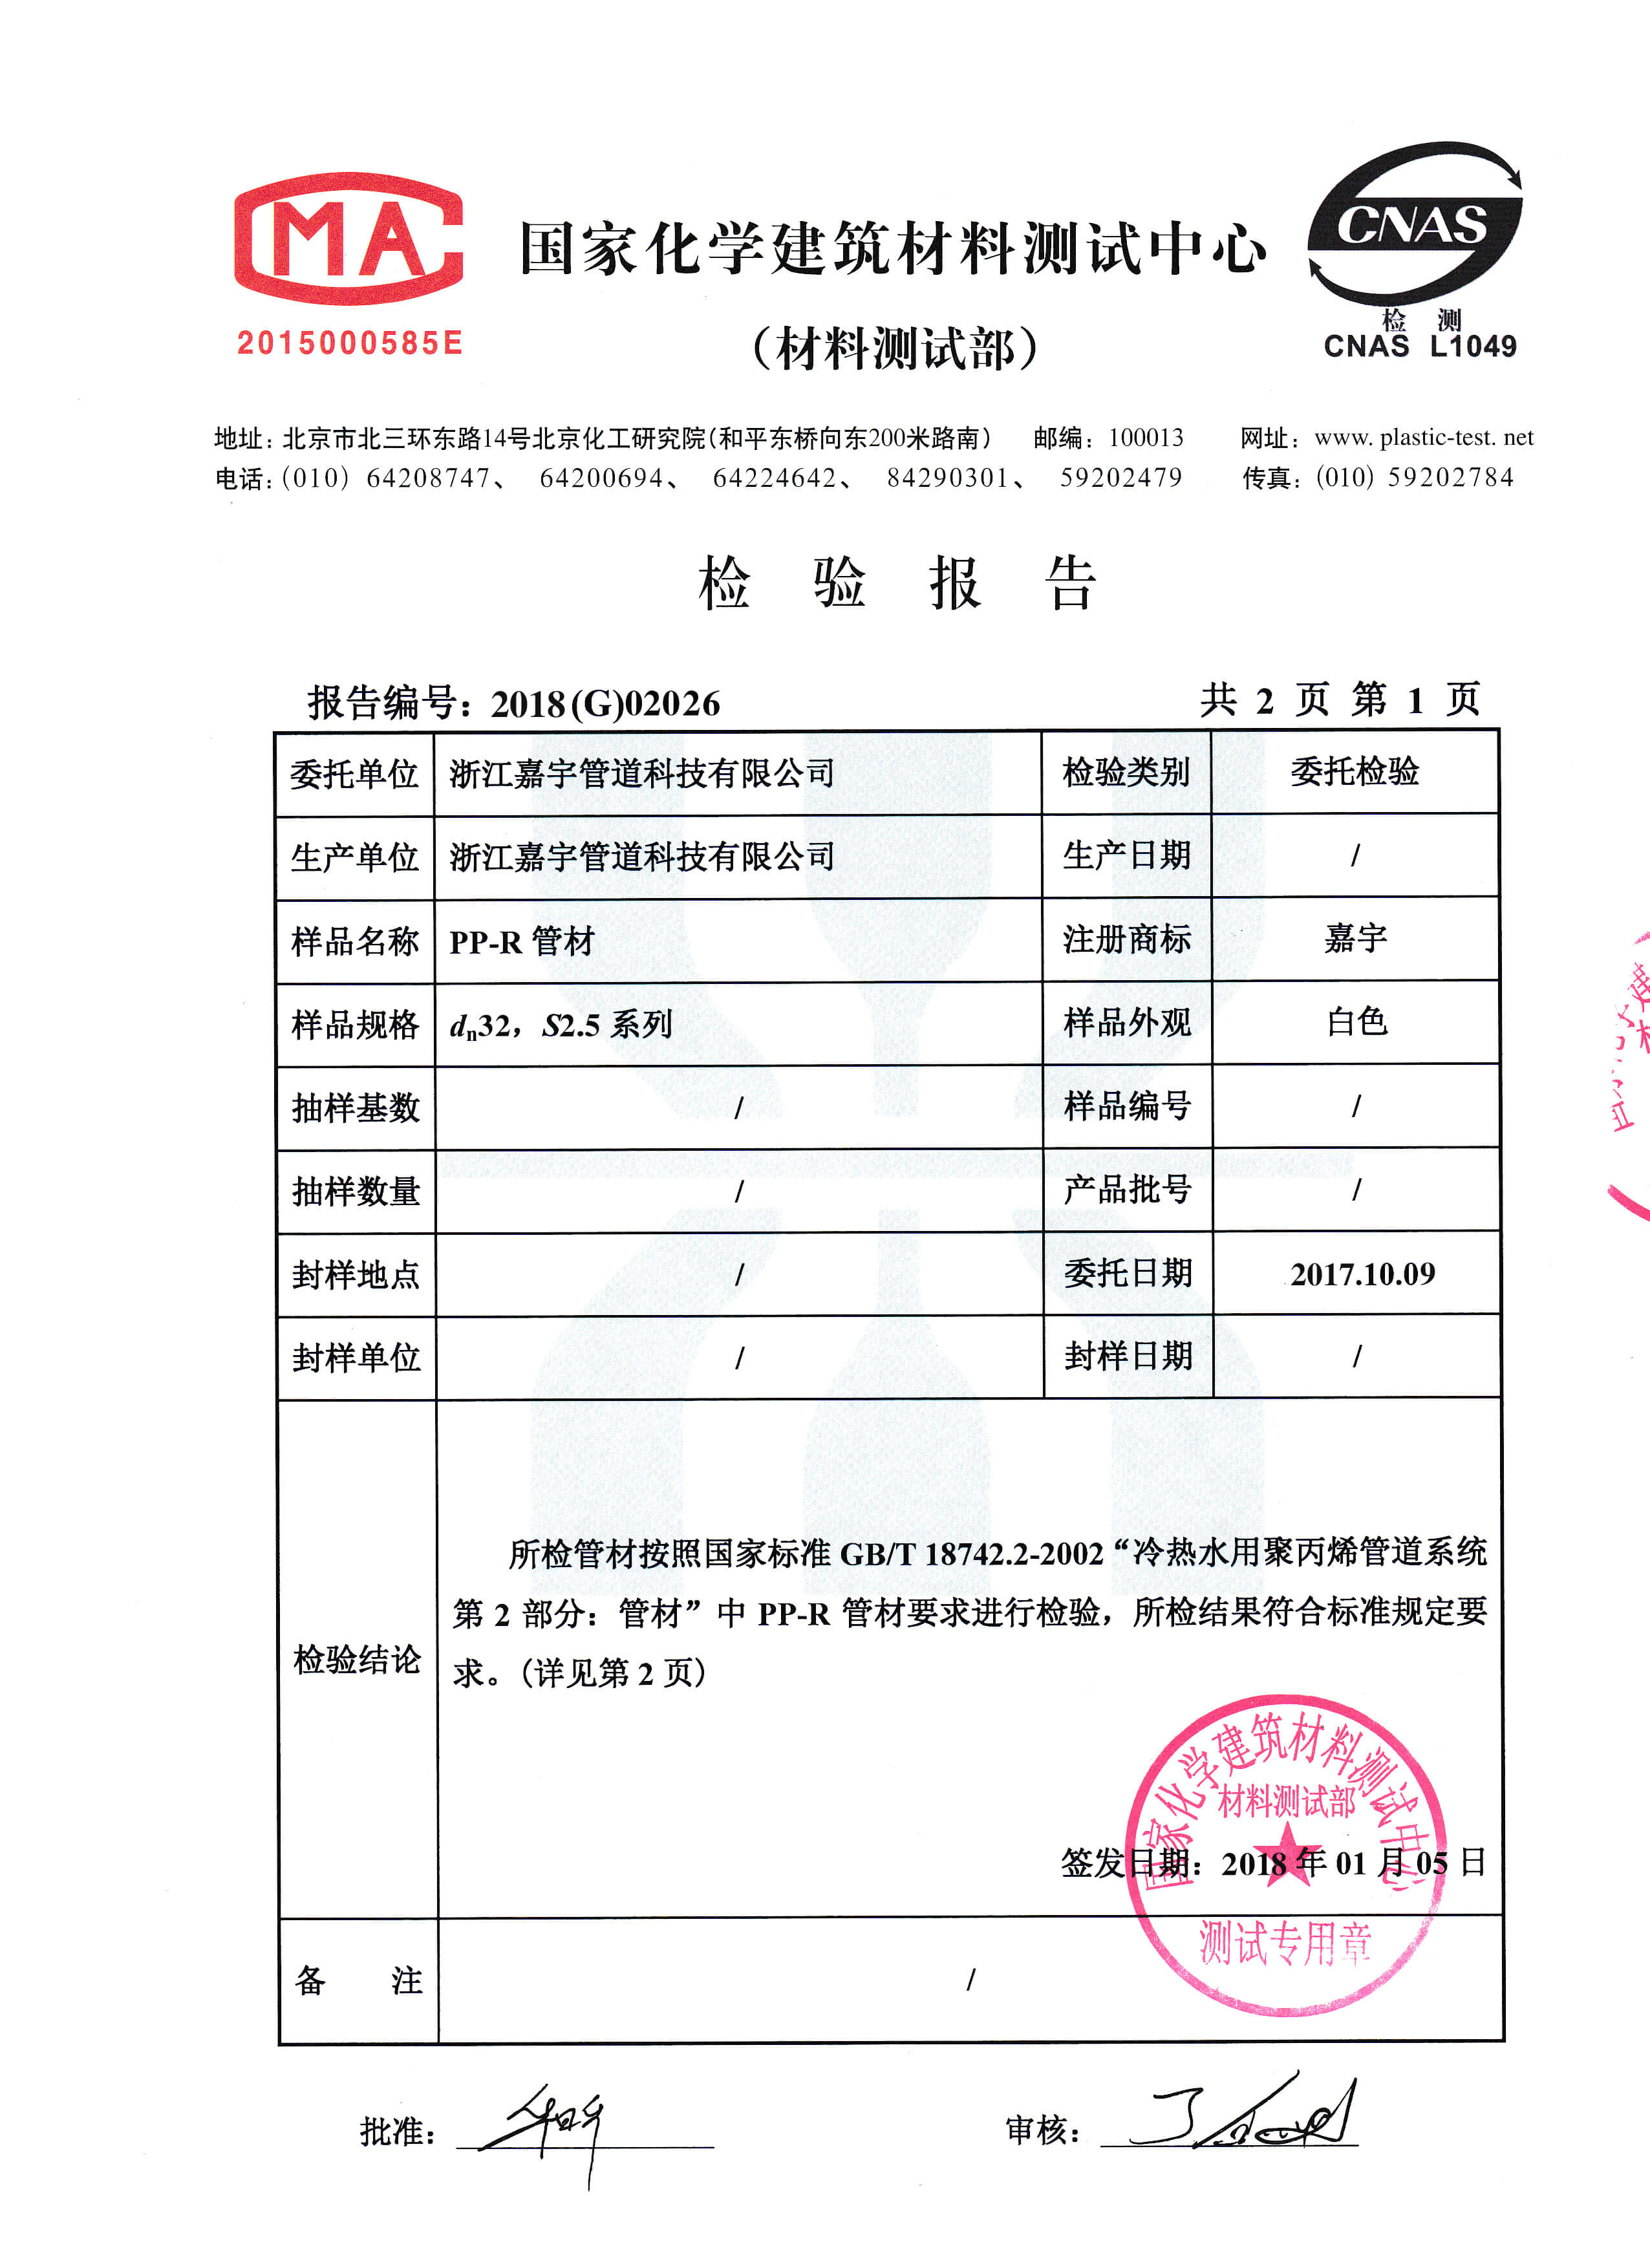 MA
国家化学建筑材料测试中心
CNAS
2015000585E
（材料测试部）
检 测
CNAS L1049
地址：北京市北三环东路14号北京化工研究院（和平东桥向东200米路南） 邮编：100013 网址：www.plastic-test.net
电话：(010) 64208747、 64200694、 64224642、 84290301、 59202479 传真：(010) 59202784
检 验 报 告
报告编号：2018(G)02026 共 2 页 第 1 页
委托单位 浙江嘉宇管道科技有限公司 检验类别 委托检验
生产单位 浙江嘉宇管道科技有限公司 生产日期 /
样品名称 PP-R 管材 注册商标 嘉宇
样品规格 dn32，S2.5 系列 样品外观 白色
抽样基数 / 样品编号 /
抽样数量 / 产品批号 /
封样地点 / 委托日期 2017.10.09
封样单位 / 封样日期 /
检验结论
所检管材按照国家标准 GB/T 18742.2-2002“冷热水用聚丙烯管道系统
第 2 部分：管材”中 PP-R 管材要求进行检验，所检结果符合标准规定要
求。（详见第 2 页）
国家化学建筑材料测试中心
材料测试部
签发日期：2018 年 01 月 05 日
测试专用章
备 注 /
批准：
审核：